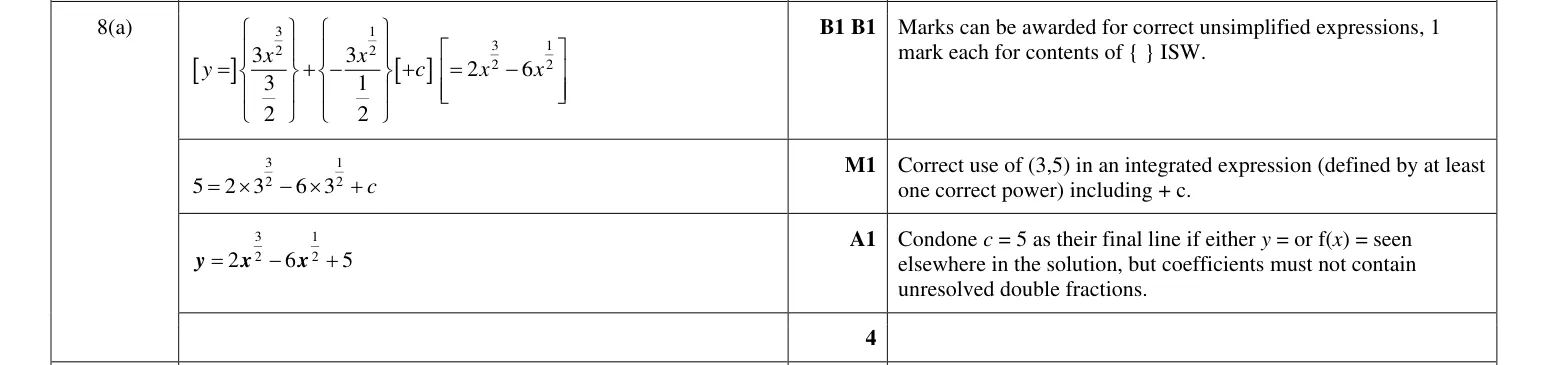 8(a)
[y =] {3x^(3/2) / (3/2)} + {− 3x^(1/2) / (1/2)} [+c] [= 2x^(3/2) − 6x^(1/2)]
B1 B1
Marks can be awarded for correct unsimplified expressions, 1
mark each for contents of { } ISW.
5 = 2 × 3^(3/2) − 6 × 3^(1/2) + c
M1
Correct use of (3,5) in an integrated expression (defined by at least
one correct power) including + c.
y = 2x^(3/2) − 6x^(1/2) + 5
A1
Condone c = 5 as their final line if either y = or f(x) = seen
elsewhere in the solution, but coefficients must not contain
unresolved double fractions.
4